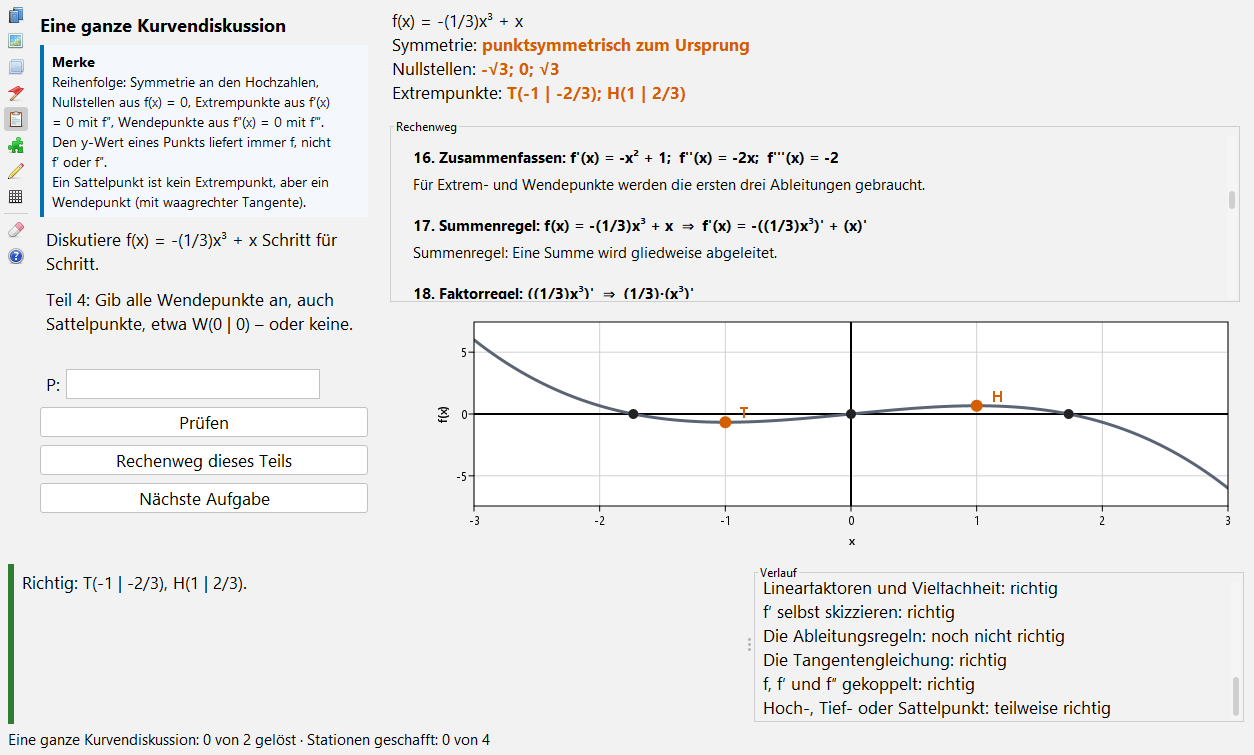 Eine ganze Kurvendiskussion
Merke
Reihenfolge: Symmetrie an den Hochzahlen,
Nullstellen aus f(x) = 0, Extrempunkte aus f′(x)
= 0 mit f″, Wendepunkte aus f″(x) = 0 mit f‴.
Den y-Wert eines Punkts liefert immer f, nicht
f′ oder f″.
Ein Sattelpunkt ist kein Extrempunkt, aber ein
Wendepunkt (mit waagrechter Tangente).
Diskutiere f(x) = -(1/3)x³ + x Schritt für
Schritt.
Teil 4: Gib alle Wendepunkte an, auch
Sattelpunkte, etwa W(0 | 0) – oder keine.
P:
Prüfen
Rechenweg dieses Teils
Nächste Aufgabe
f(x) = -(1/3)x³ + x
Symmetrie: punktsymmetrisch zum Ursprung
Nullstellen: -√3; 0; √3
Extrempunkte: T(-1 | -2/3); H(1 | 2/3)
Rechenweg
16. Zusammenfassen: f'(x) = -x² + 1;  f''(x) = -2x;  f'''(x) = -2
Für Extrem- und Wendepunkte werden die ersten drei Ableitungen gebraucht.
17. Summenregel: f(x) = -(1/3)x³ + x ⇒ f'(x) = -((1/3)x³)' + (x)'
Summenregel: Eine Summe wird gliedweise abgeleitet.
18. Faktorregel: ((1/3)x³)' ⇒ (1/3)·(x³)'
f(x)
5
0
-5
T
H
-3
-2
-1
0
1
2
3
x
Richtig: T(-1 | -2/3), H(1 | 2/3).
Verlauf
Linearfaktoren und Vielfachheit: richtig
f′ selbst skizzieren: richtig
Die Ableitungsregeln: noch nicht richtig
Die Tangentengleichung: richtig
f, f′ und f″ gekoppelt: richtig
Hoch-, Tief- oder Sattelpunkt: teilweise richtig
Eine ganze Kurvendiskussion: 0 von 2 gelöst · Stationen geschafft: 0 von 4